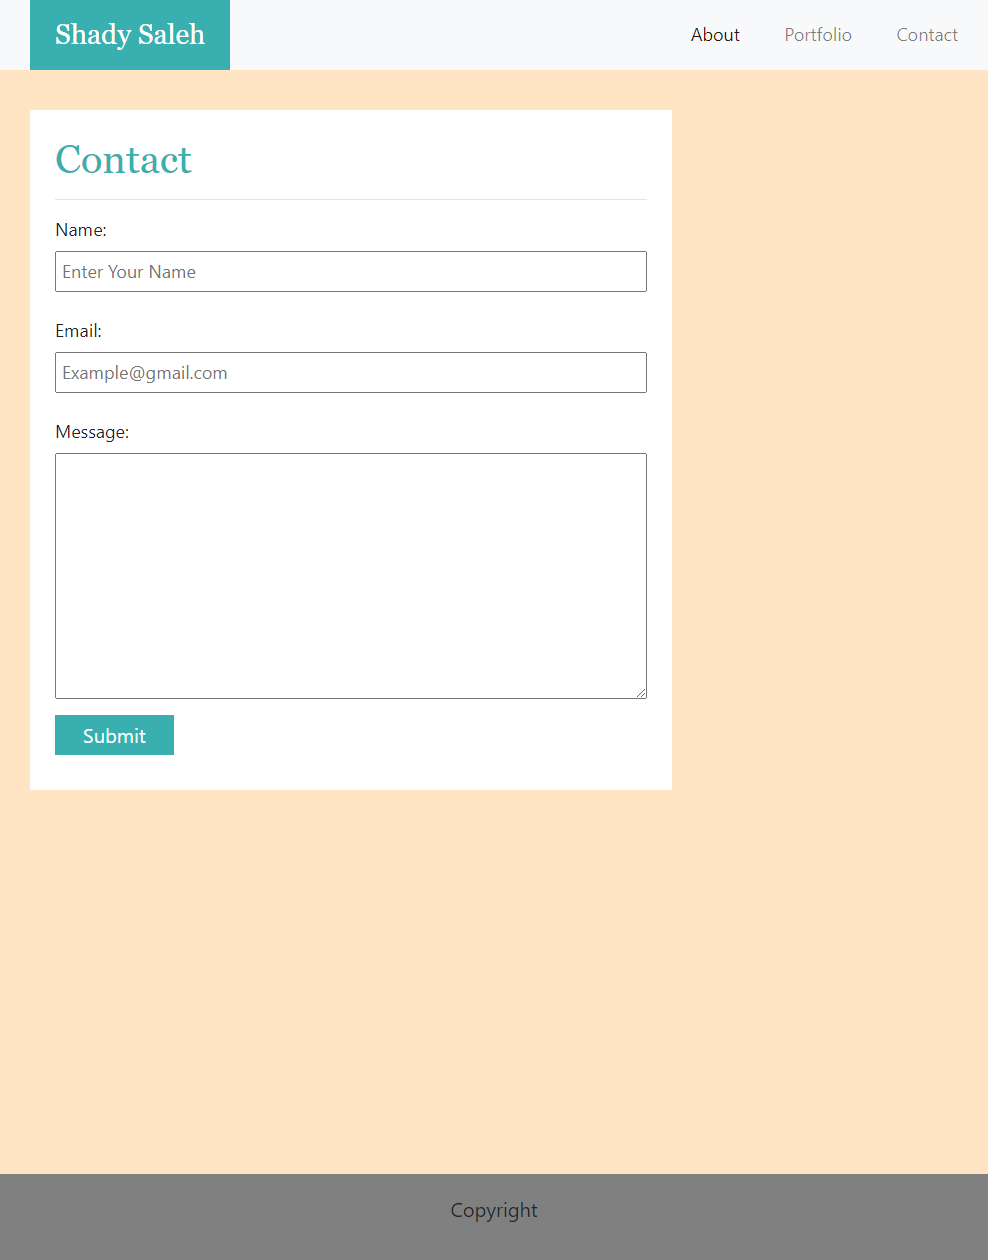 Shady Saleh
About Portfolio Contact
Contact
Name:
Enter Your Name
Email:
Example@gmail.com
Message:
Submit
Copyright